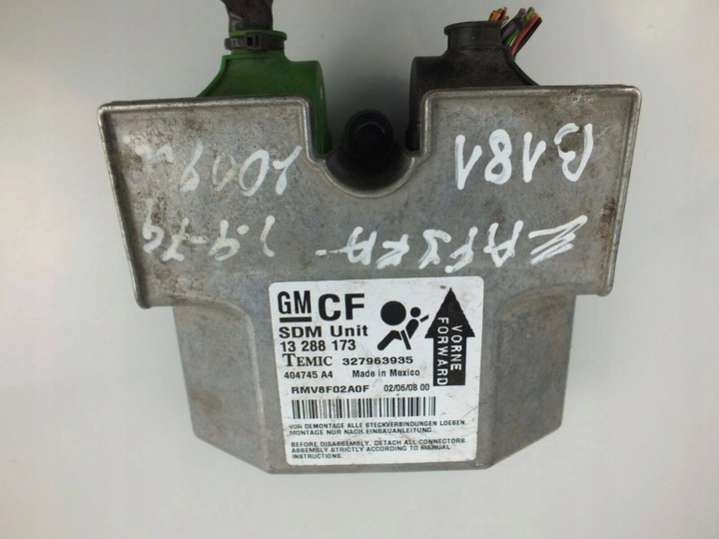 B181
GM CF
SDM Unit
13 288 173
TEMIC 327963935
404745 A4 Made in Mexico
RMV8F02A0F 02/06/08 00
VORNE
FORWARD
VOR DEMONTAGE ALLE STECKVERBINDUNGEN LOESEN.
MONTAGE NUR NACH EINBAUANLEITUNG.
BEFORE DISASSEMBLY, DETACH ALL CONNECTORS.
ASSEMBLY STRICTLY ACCORDING TO MANUAL
INSTRUCTIONS.